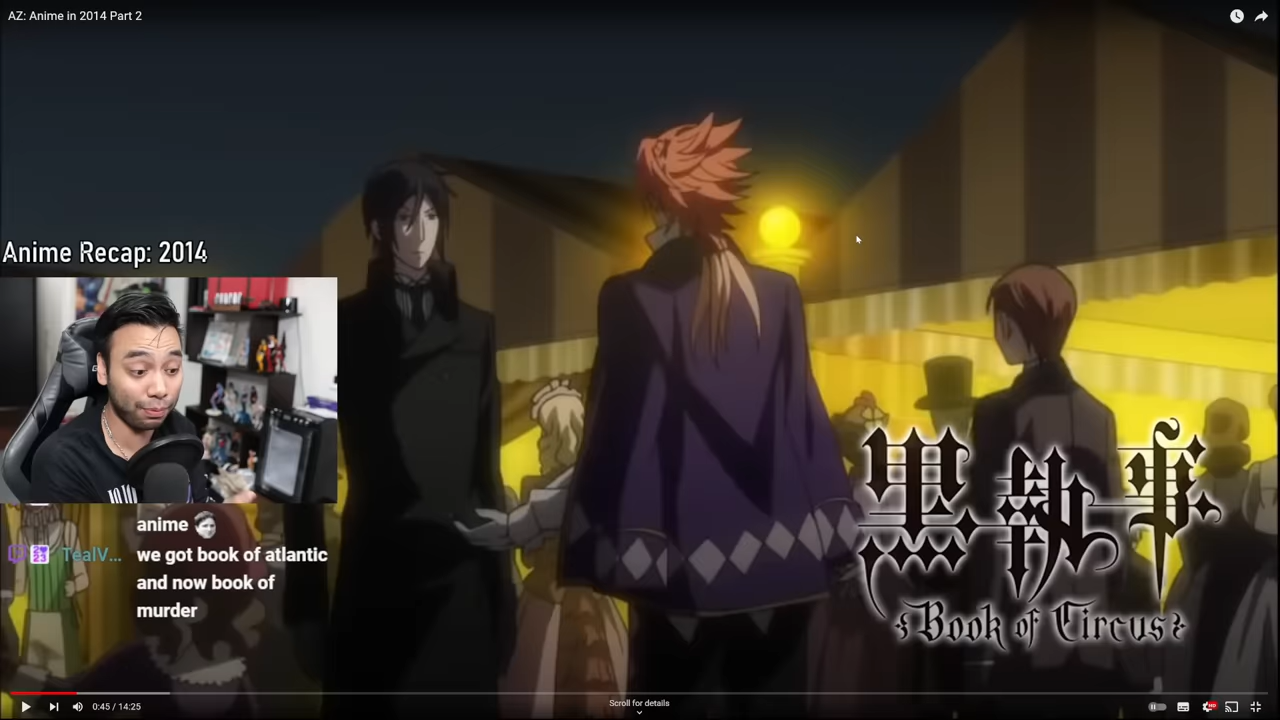 AZ: Anime in 2014 Part 2
Anime Recap: 2014
anime
TealV...
we got book of atlantic
and now book of
murder
黒執事
Book of Circus
0:45 / 14:25
Scroll for details
HD